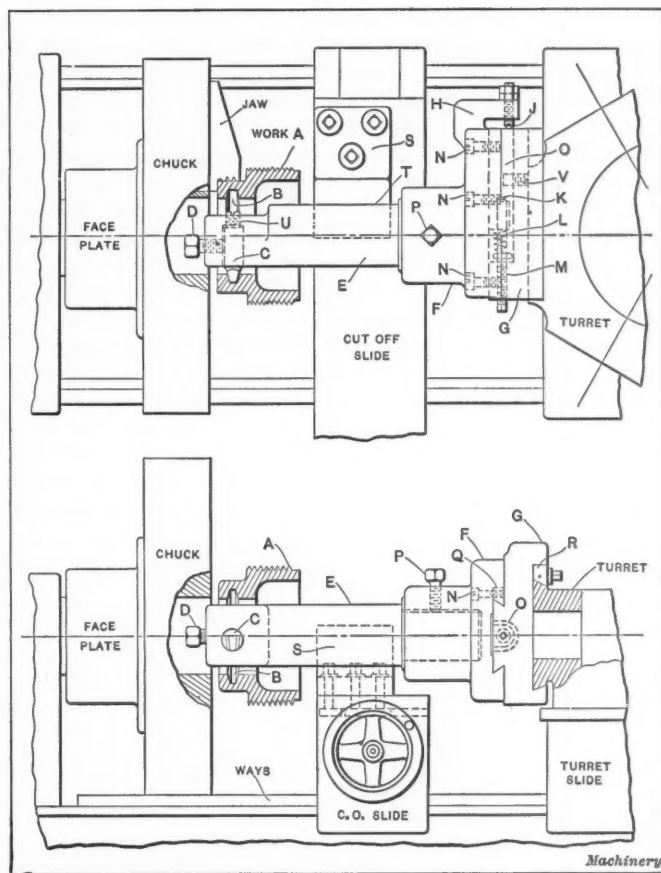 JAW
H
J
CHUCK
WORK A
S
O
N
V
B
T
P
N
K
D
FACE
PLATE
U
L
C
E
N
M
F
G
TURRET
CUT OFF
SLIDE
CHUCK
A
F
G
P
Q
R
TURRET
E
N
D
C
O
FACE
PLATE
S
B
WAYS
TURRET
SLIDE
C.O. SLIDE
Machinery